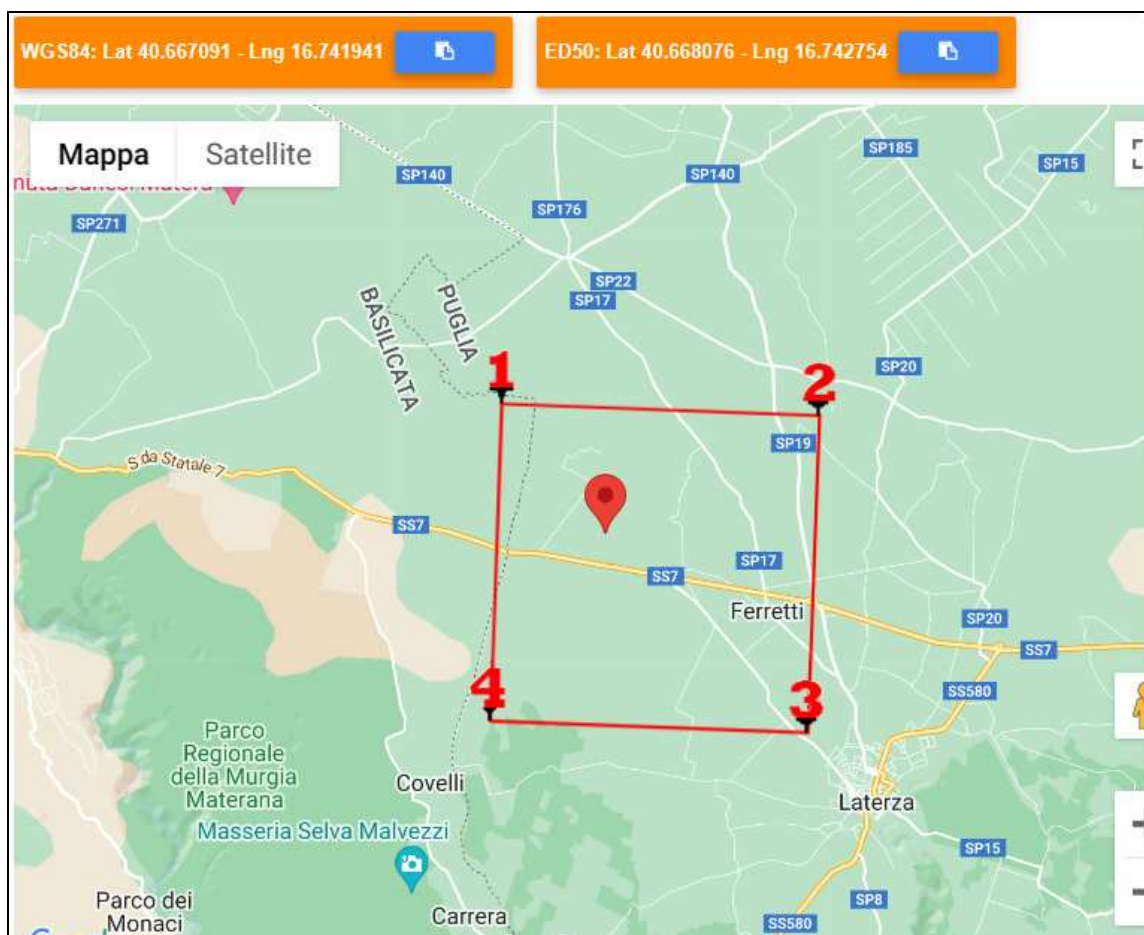 WGS84: Lat 40.667091 - Lng 16.741941
ED50: Lat 40.668076 - Lng 16.742754
Mappa
Satellite
SP185
SP15
SP140
SP140
SP271
SP176
SP22
SP17
PUGLIA
BASILICATA
1
2
SP20
SP19
S da Statale 7
SS7
SP17
SS7
Ferretti
SP20
SS7
4
3
SS580
Parco
Regionale
della Murgia
Materana
Covelli
Laterza
Masseria Selva Malvezzi
SP15
Parco dei
Monaci
Carrera
SP8
SS580